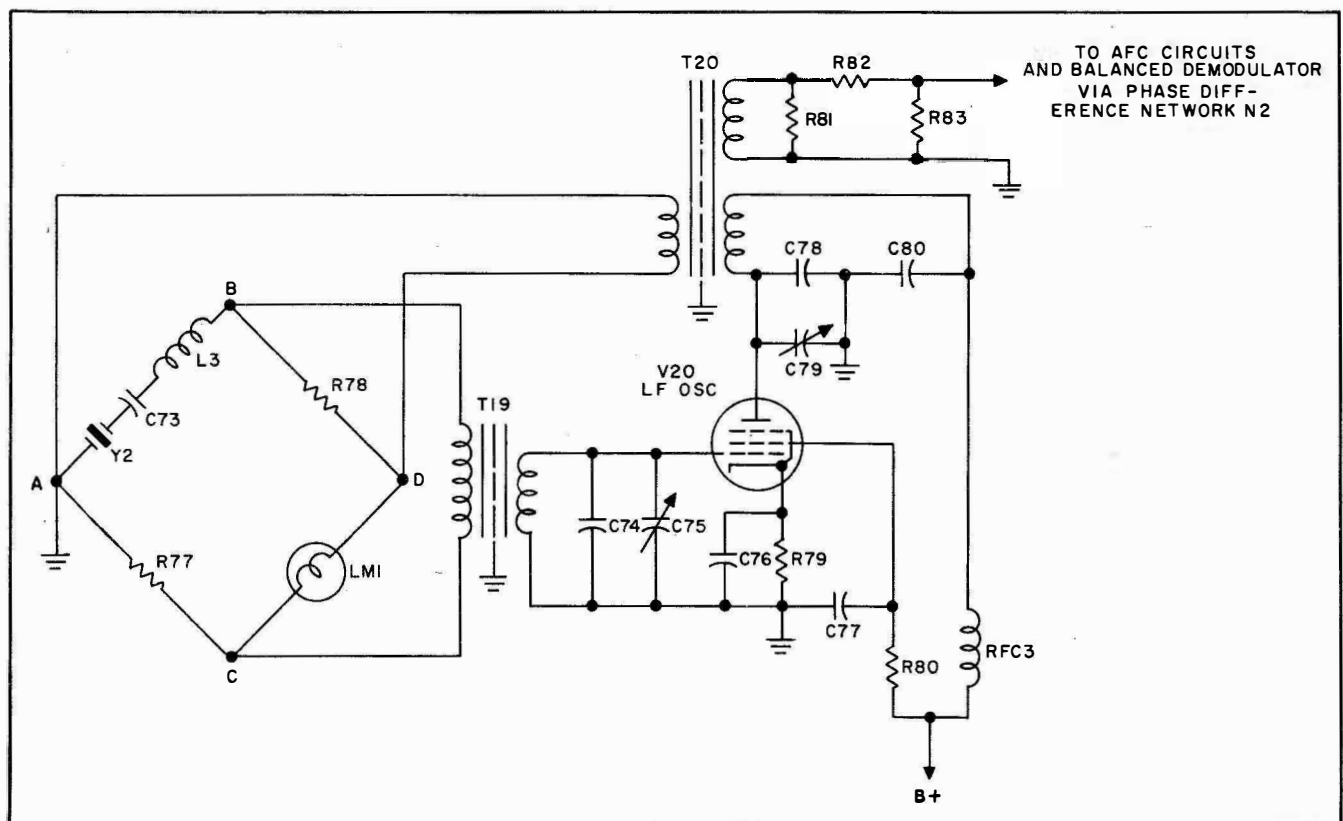 TO AFC CIRCUITS
AND BALANCED DEMODULATOR
VIA PHASE DIFF-
ERENCE NETWORK N2
T20
R82
R81
R83
C78
C80
C79
B
L3
C73
Y2
R78
A
D
R77
LM1
C
T19
V20
LF OSC
C74
C75
C76
R79
C77
R80
RFC3
B+